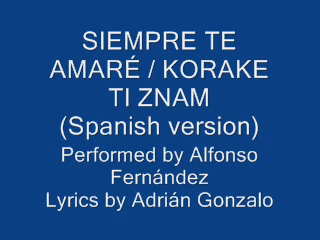 SIEMPRE TE
AMARÉ / KORAKE
TI ZNAM
(Spanish version)
Performed by Alfonso
Fernández
Lyrics by Adrián Gonzalo